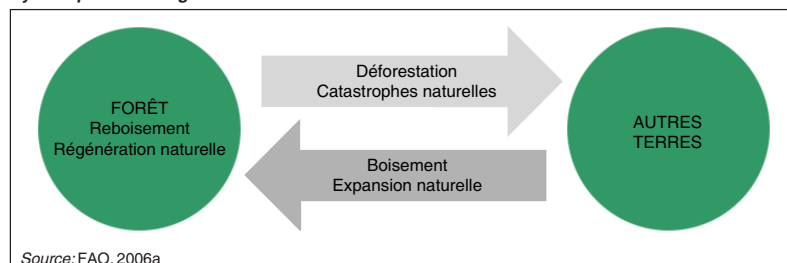 FORÊT
Reboisement
Régénération naturelle
Déforestation
Catastrophes naturelles
Boisement
Expansion naturelle
AUTRES
TERRES
Source: FAO, 2006a